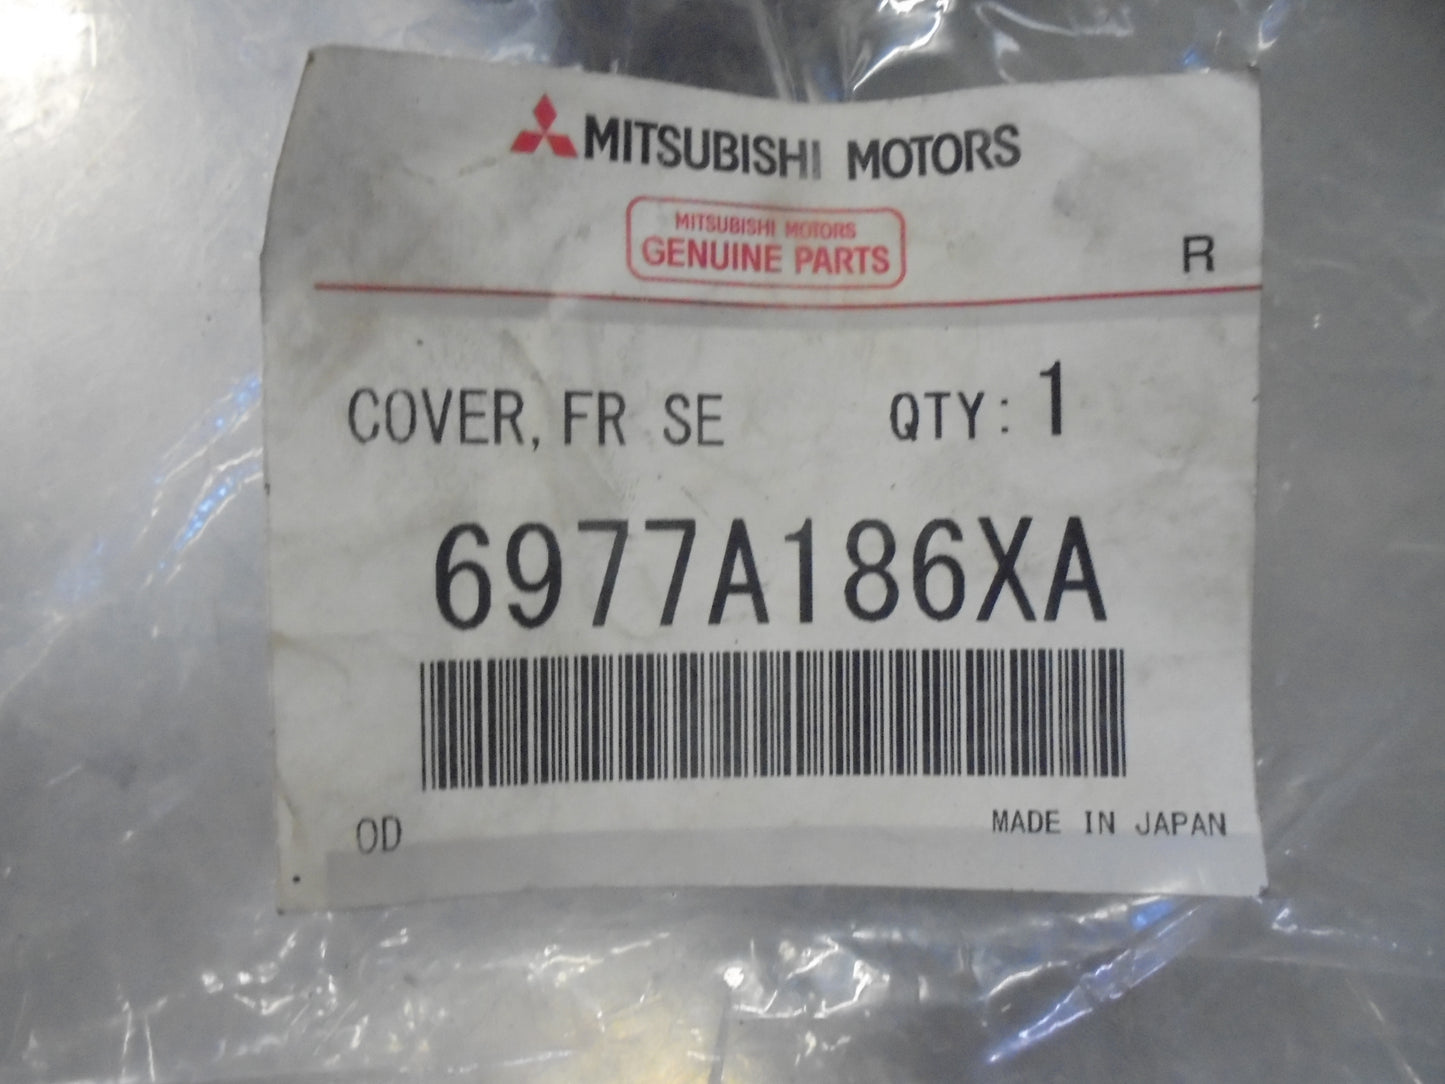 MITSUBISHI MOTORS
MITSUBISHI MOTORS
GENUINE PARTS
R
COVER, FR SE QTY: 1
6977A186XA
OD MADE IN JAPAN